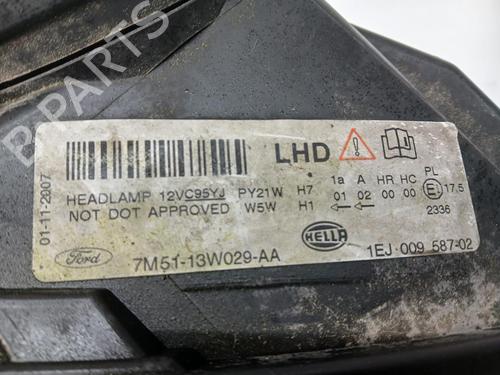 B-PARTS
01-11-2007
LHD
HEADLAMP 12VC95YJ PY21W H7 1a A HR HC PL
NOT DOT APPROVED W5W H1 01 02 00 00 E1 17.5
2336
Ford
7M51-13W029-AA
HELLA
1EJ 009 587-02